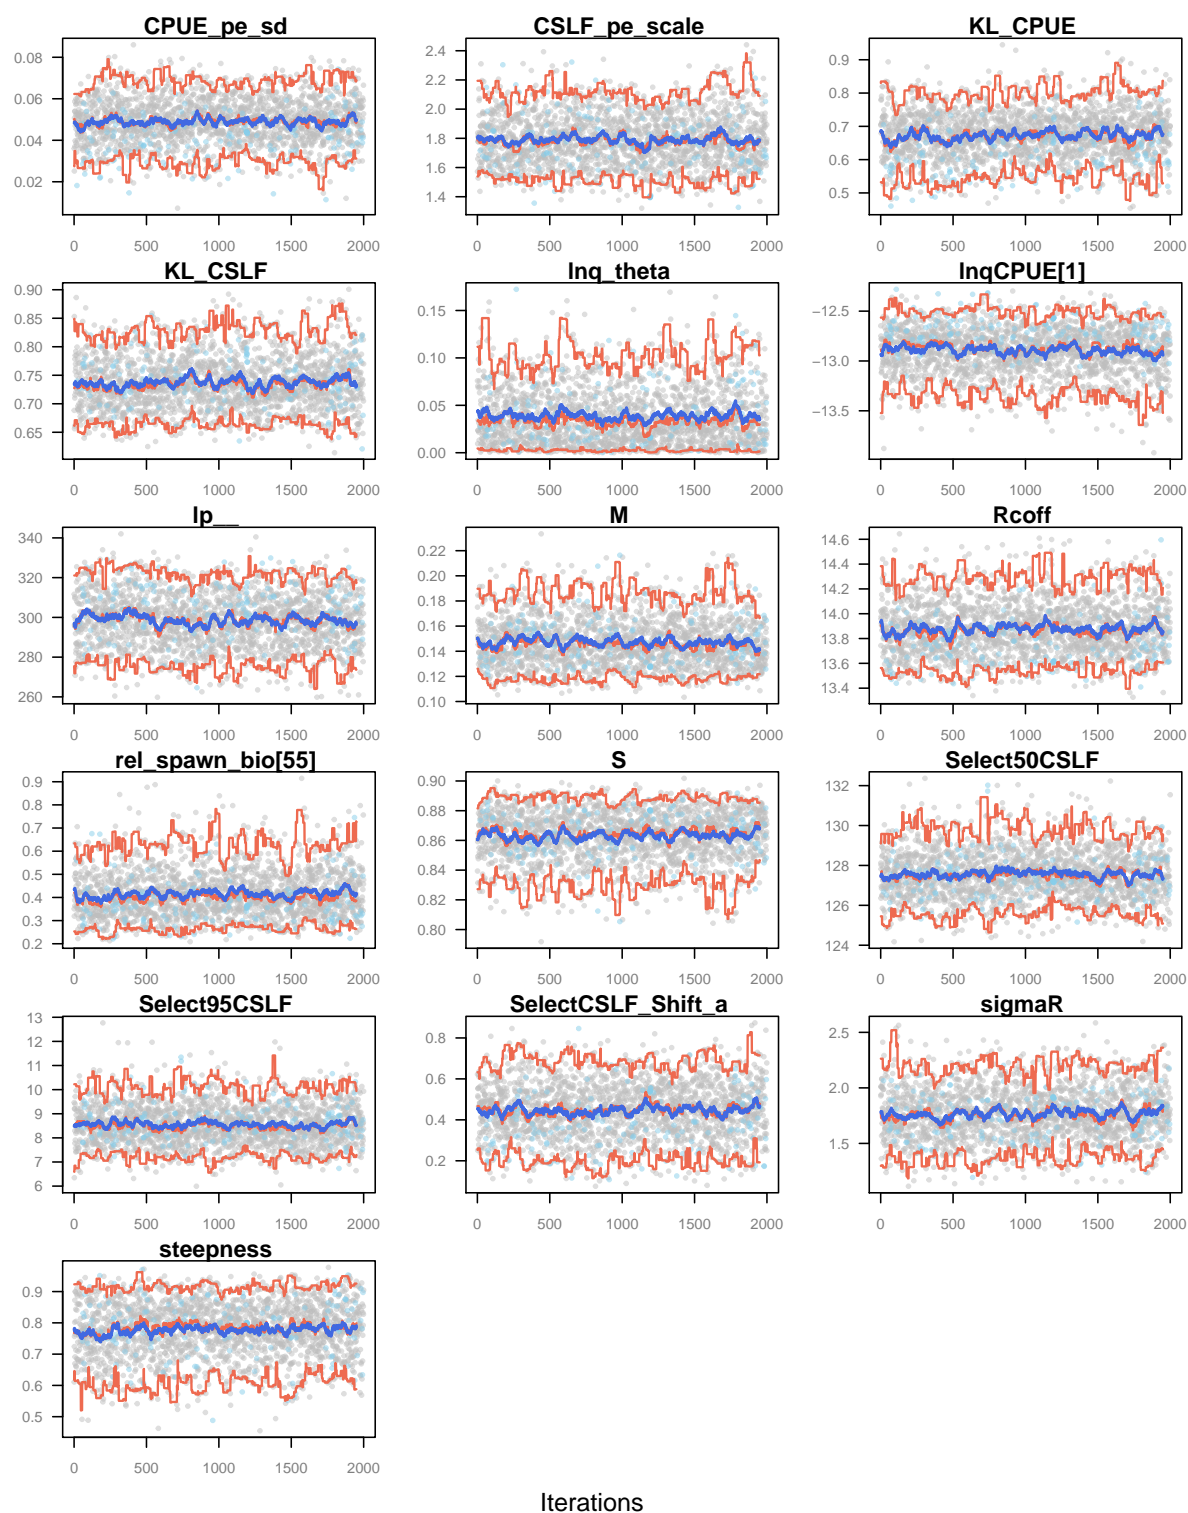 CPUE_pe_sd CSLF_pe_scale KL_CPUE
0.08 0.06 0.04 0.02
2.4 2.2 2.0 1.8 1.6 1.4
0.9 0.8 0.7 0.6 0.5
0 500 1000 1500 2000 0 500 1000 1500 2000 0 500 1000 1500 2000
KL_CSLF lnq_theta lnqCPUE[1]
0.90 0.85 0.80 0.75 0.70 0.65
0.15 0.10 0.05 0.00
−12.5 −13.0 −13.5
0 500 1000 1500 2000 0 500 1000 1500 2000 0 500 1000 1500 2000
lp__ M Rcoff
340 320 300 280 260
0.22 0.20 0.18 0.16 0.14 0.12 0.10
14.6 14.4 14.2 14.0 13.8 13.6 13.4
0 500 1000 1500 2000 0 500 1000 1500 2000 0 500 1000 1500 2000
rel_spawn_bio[55] S Select50CSLF
0.9 0.8 0.7 0.6 0.5 0.4 0.3 0.2
0.90 0.88 0.86 0.84 0.82 0.80
132 130 128 126 124
0 500 1000 1500 2000 0 500 1000 1500 2000 0 500 1000 1500 2000
Select95CSLF SelectCSLF_Shift_a sigmaR
13 12 11 10 9 8 7 6
0.8 0.6 0.4 0.2
2.5 2.0 1.5
0 500 1000 1500 2000 0 500 1000 1500 2000 0 500 1000 1500 2000
steepness
0.9 0.8 0.7 0.6 0.5
0 500 1000 1500 2000
Iterations